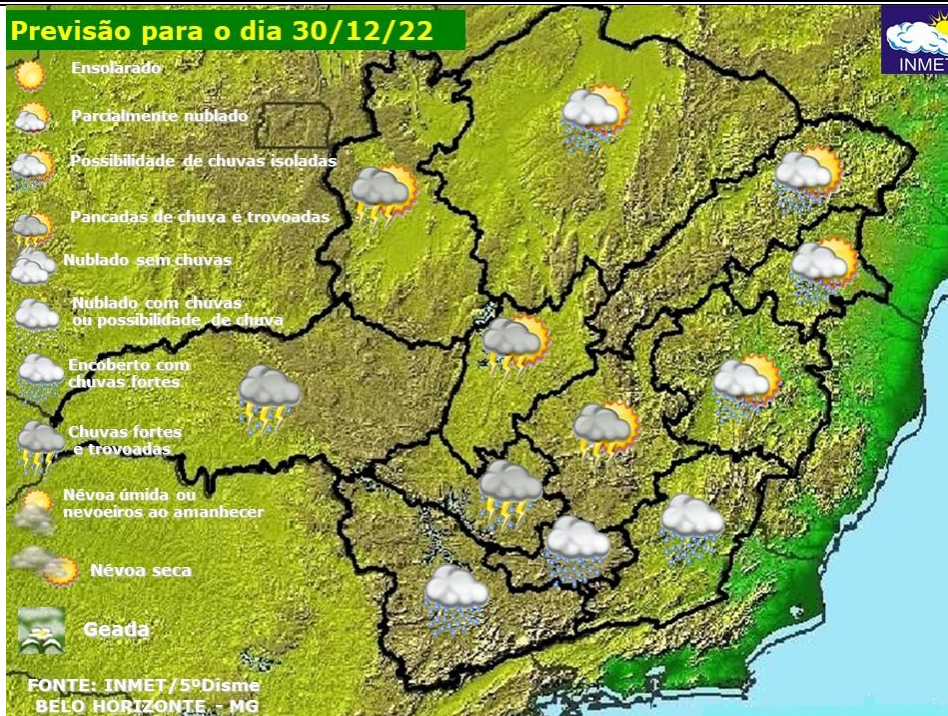 Previsão para o dia 30/12/22
INMET
Ensolarado
Parcialmente nublado
Possibilidade de chuvas isoladas
Pancadas de chuva e trovoadas
Nublado sem chuvas
Nublado com chuvas
ou possibilidade de chuva
Encoberto com
chuvas fortes
Chuvas fortes
e trovoadas
Névoa úmida ou
nevoeiros ao amanhecer
Névoa seca
Geada
FONTE: INMET/5ºDisme
BELO HORIZONTE - MG